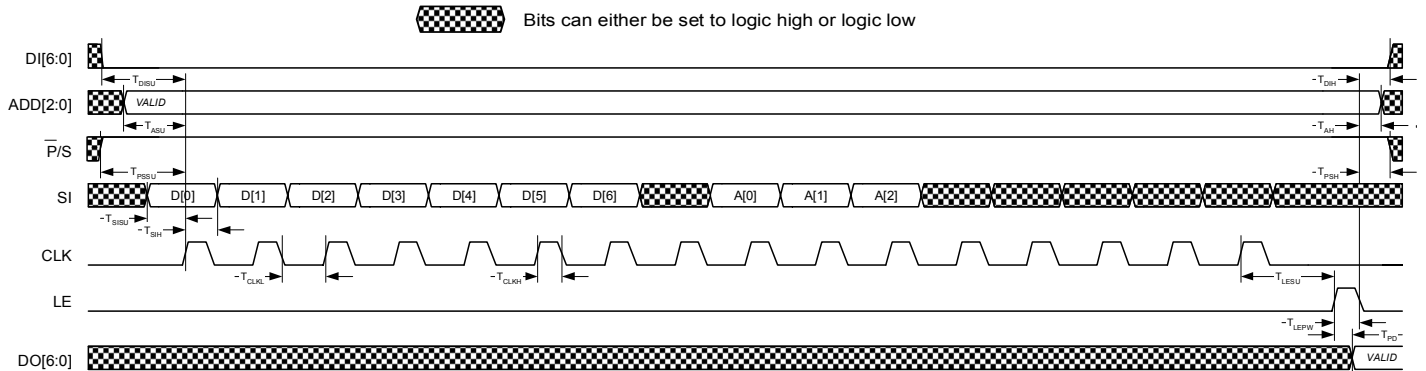 Bits can either be set to logic high or logic low
DI[6:0]
T_DISU
T_DIH
ADD[2:0]
VALID
T_ASU
T_AH
P̅/S
T_PSSU
T_PSH
SI
D[0] D[1] D[2] D[3] D[4] D[5] D[6] A[0] A[1] A[2]
T_SISU
T_SIH
CLK
T_CLKL
T_CLKH
T_LESU
LE
T_LEPW
T_PD
DO[6:0]
VALID